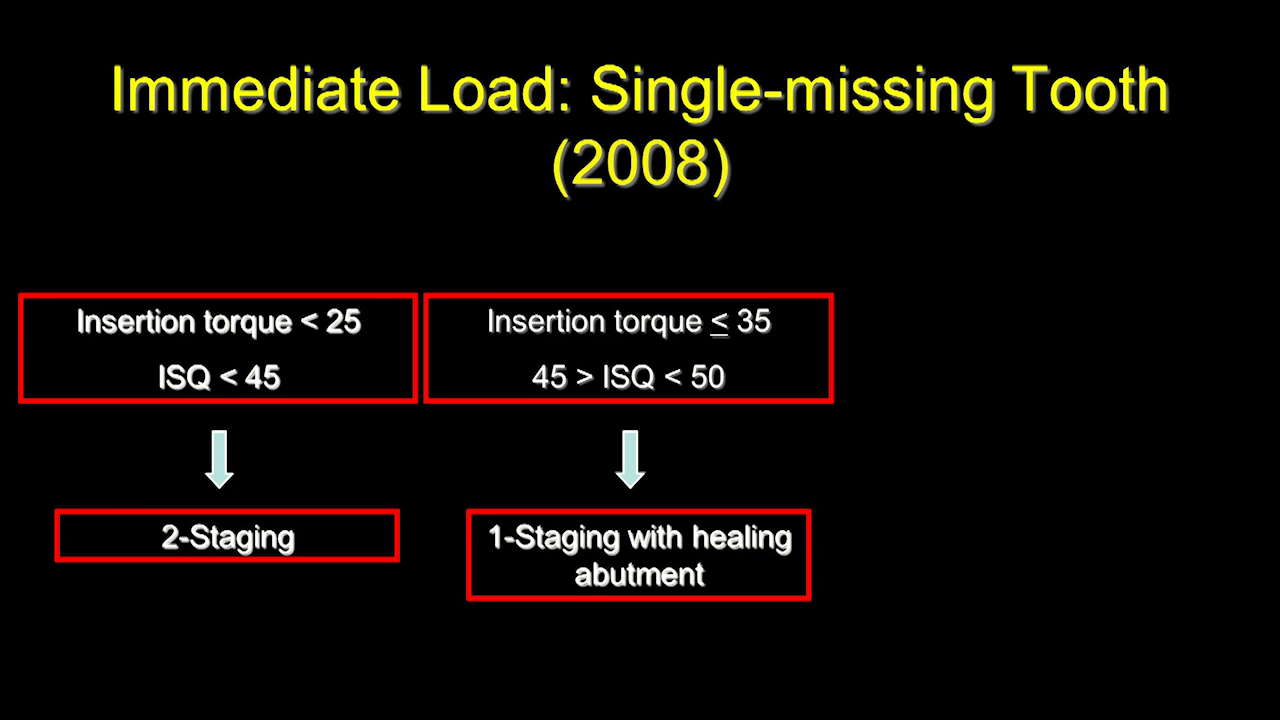 Immediate Load: Single-missing Tooth
(2008)
Insertion torque < 25
ISQ < 45
Insertion torque ≤ 35
45 > ISQ < 50
2-Staging
1-Staging with healing
abutment